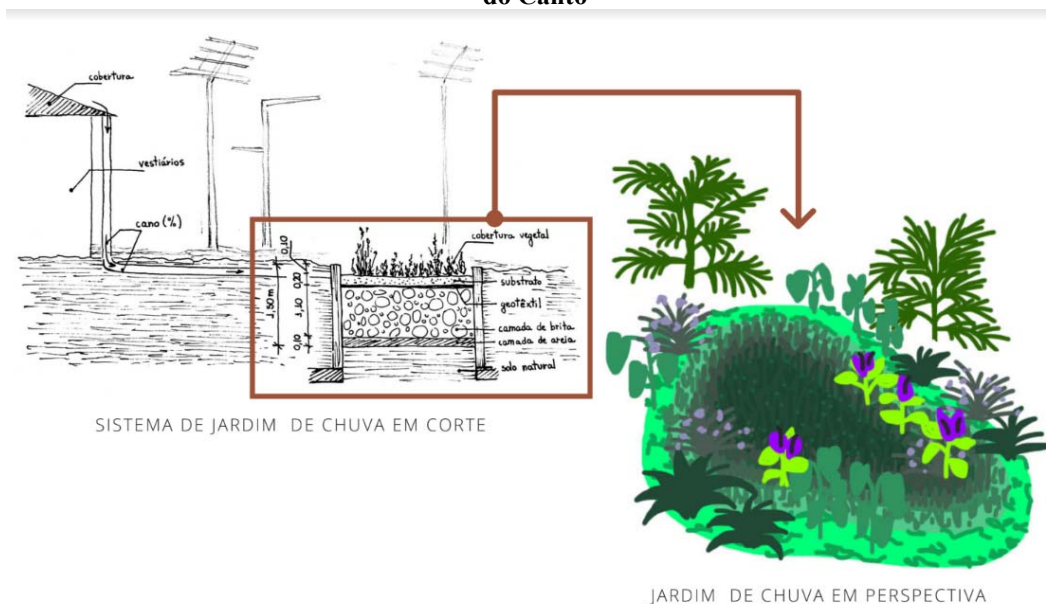 do Canto
cobertura
vestiários
cano (%)
0,10
0,20
1,50m
1,10
0,10
cobertura vegetal
substrato
geotêxtil
camada de brita
camada de areia
solo natural
SISTEMA DE JARDIM DE CHUVA EM CORTE
JARDIM DE CHUVA EM PERSPECTIVA